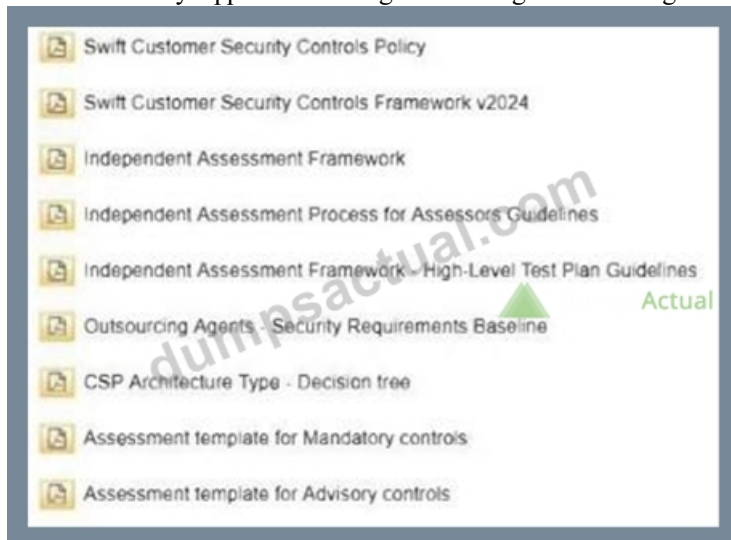 Swift Customer Security Controls Policy
Swift Customer Security Controls Framework v2024
Independent Assessment Framework
Independent Assessment Process for Assessors Guidelines
Independent Assessment Framework - High-Level Test Plan Guidelines
Outsourcing Agents - Security Requirements Baseline
CSP Architecture Type - Decision tree
Assessment template for Mandatory controls
Assessment template for Advisory controls
dumpsactual.com
Actual